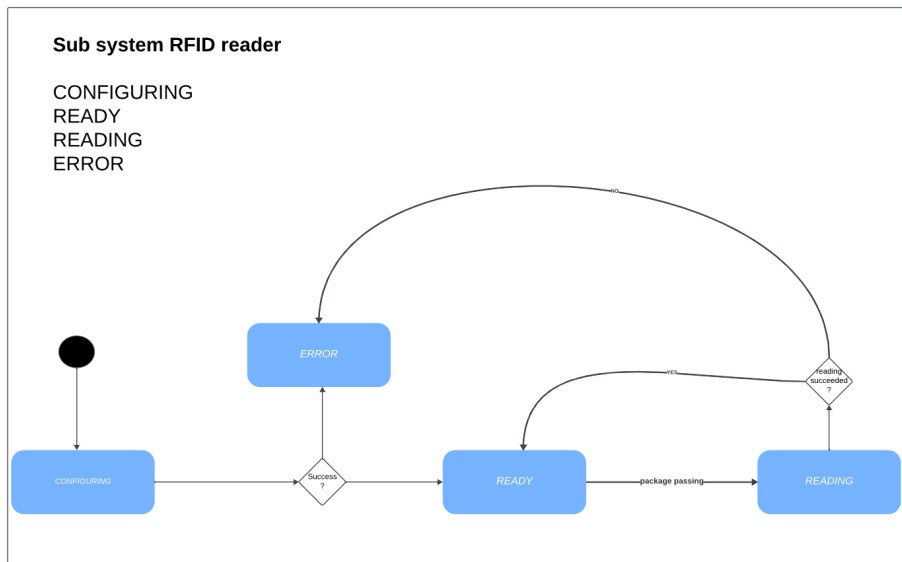 Sub system RFID reader
CONFIGURING
READY
READING
ERROR
NO
ERROR
reading
succeeded
?
YES
CONFIGURING
Success
?
READY
package passing
READING